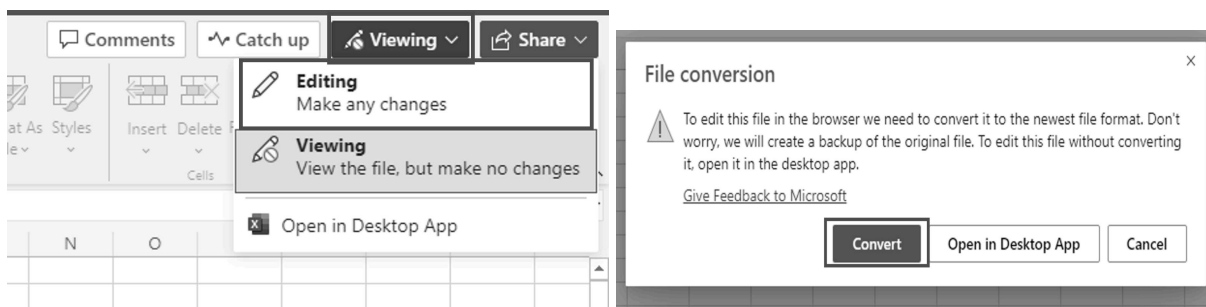 Comments
Catch up
Viewing
Share
Editing
Make any changes
at As
Styles
Insert
Delete
Viewing
View the file, but make no changes
Cells
Open in Desktop App
N
O
File conversion
X
To edit this file in the browser we need to convert it to the newest file format. Don't
worry, we will create a backup of the original file. To edit this file without converting
it, open it in the desktop app.
Give Feedback to Microsoft
Convert
Open in Desktop App
Cancel